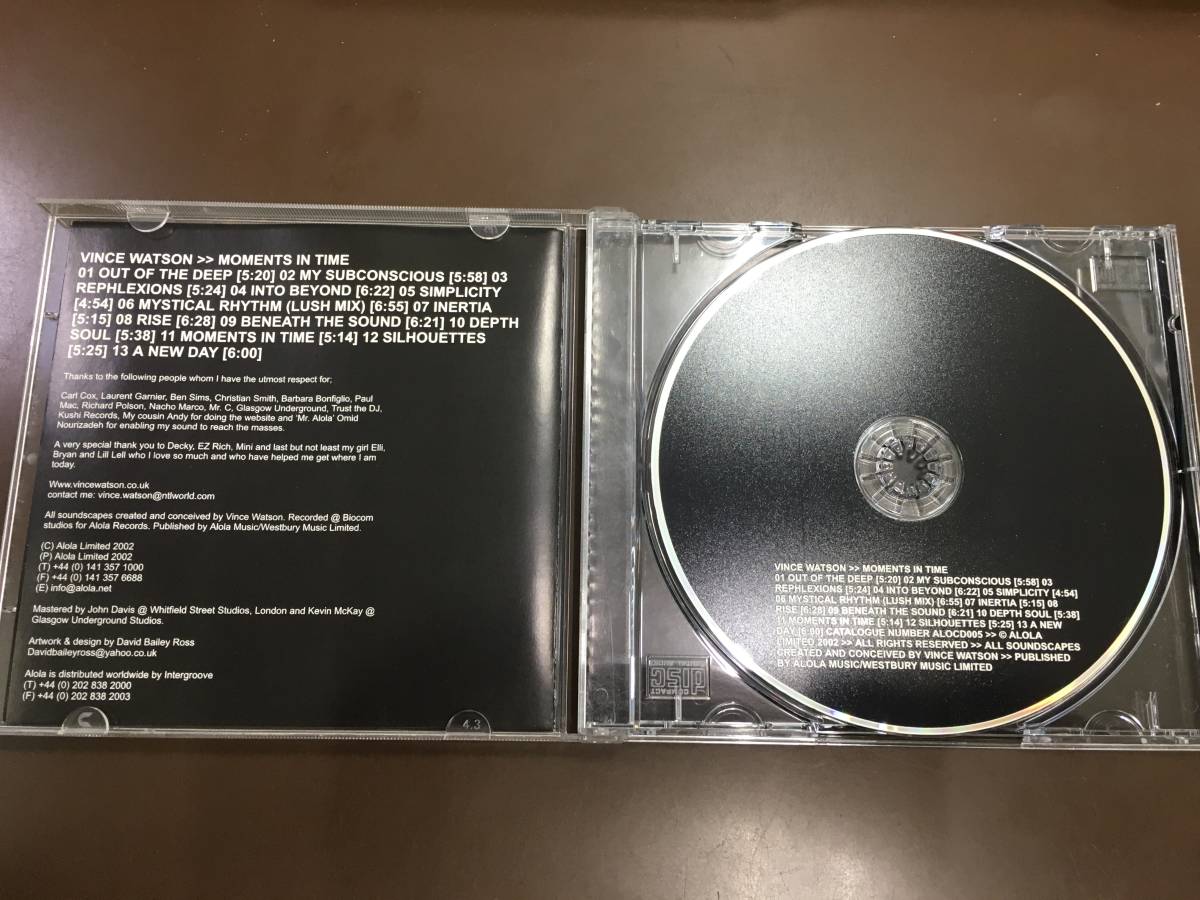 VINCE WATSON >> MOMENTS IN TIME
01 OUT OF THE DEEP [5:20] 02 MY SUBCONSCIOUS [5:58] 03
REPHLEXIONS [5:24] 04 INTO BEYOND [6:22] 05 SIMPLICITY
[4:54] 06 MYSTICAL RHYTHM (LUSH MIX) [6:55] 07 INERTIA
[5:15] 08 RISE [6:28] 09 BENEATH THE SOUND [6:21] 10 DEPTH
SOUL [5:38] 11 MOMENTS IN TIME [5:14] 12 SILHOUETTES
[5:25] 13 A NEW DAY [6:00]
Thanks to the following people whom I have the utmost respect for;
Carl Cox, Laurent Garnier, Ben Sims, Christian Smith, Barbara Bonfiglio, Paul
Mac, Richard Polson, Nacho Marco, Mr. C, Glasgow Underground, Trust the DJ,
Kushi Records, My cousin Andy for doing the website and 'Mr. Alola' Omid
Nourizadeh for enabling my sound to reach the masses.
A very special thank you to Decky, EZ Rich, Mini and last but not least my girl Elli,
Bryan and Lill Lell who I love so much and who have helped me get where I am
today.
Www.vincewatson.co.uk
contact me: vince.watson@ntlworld.com
All soundscapes created and conceived by Vince Watson. Recorded @ Biocom
studios for Alola Records. Published by Alola Music/Westbury Music Limited.
(C) Alola Limited 2002
(P) Alola Limited 2002
(T) +44 (0) 141 357 1000
(F) +44 (0) 141 357 6688
(E) info@alola.net
Mastered by John Davis @ Whitfield Street Studios, London and Kevin McKay @
Glasgow Underground Studios.
Artwork & design by David Bailey Ross
Davidbaileyross@yahoo.co.uk
Alola is distributed worldwide by Intergroove
(T) +44 (0) 202 838 2000
(F) +44 (0) 202 838 2003
4.3
VINCE WATSON >> MOMENTS IN TIME
01 OUT OF THE DEEP [5:20] 02 MY SUBCONSCIOUS [5:58] 03
REPHLEXIONS [5:24] 04 INTO BEYOND [6:22] 05 SIMPLICITY [4:54]
06 MYSTICAL RHYTHM (LUSH MIX) [6:55] 07 INERTIA [5:15] 08
RISE [6:28] 09 BENEATH THE SOUND [6:21] 10 DEPTH SOUL [5:38]
11 MOMENTS IN TIME [5:14] 12 SILHOUETTES [5:25] 13 A NEW
DAY [6:00] CATALOGUE NUMBER ALOCD005 >> © ALOLA
LIMITED 2002 >> ALL RIGHTS RESERVED >> ALL SOUNDSCAPES
CREATED AND CONCEIVED BY VINCE WATSON >> PUBLISHED
BY ALOLA MUSIC/WESTBURY MUSIC LIMITED
COMPACT
disc
DIGITAL AUDIO